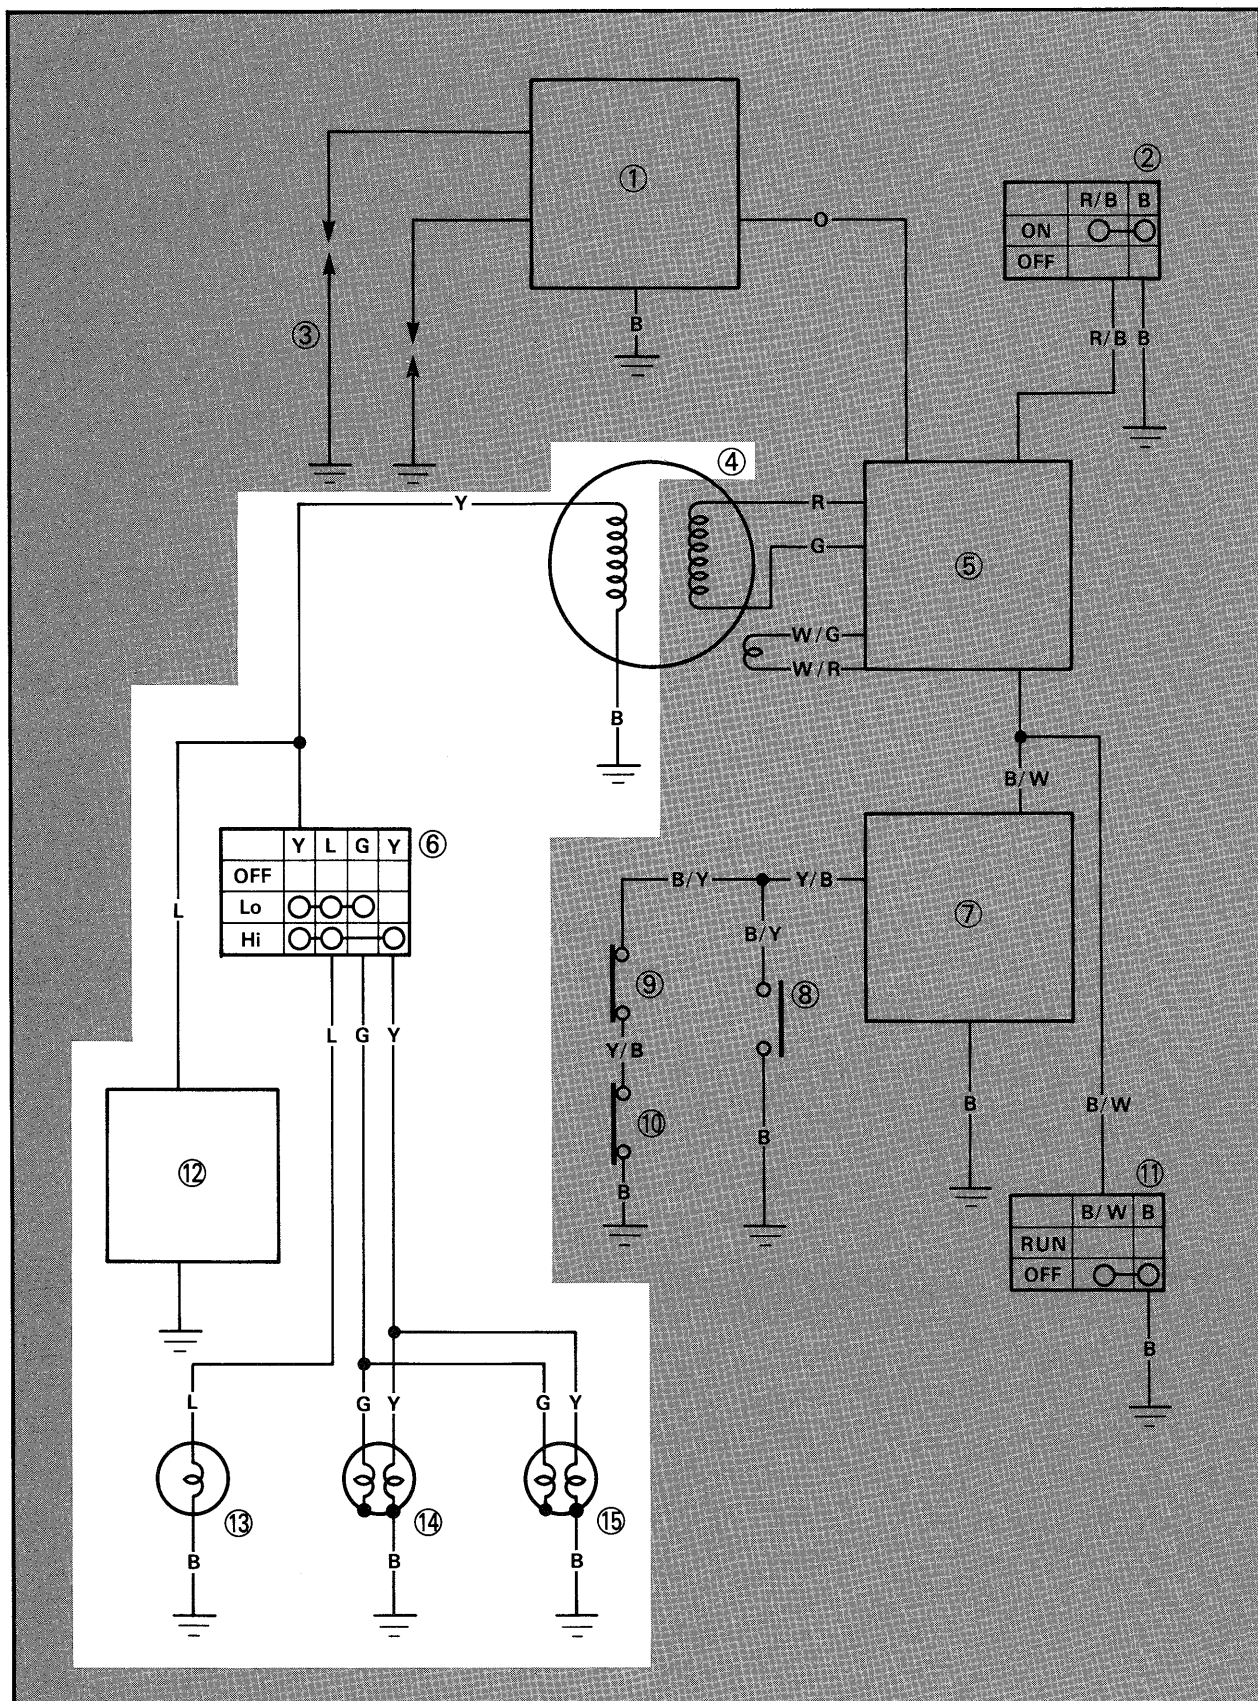 ①
②
R/B B
ON
OFF
O
B
③
R/B B
④
Y
R
G
⑤
W/G
W/R
B
B/W
Y L G Y
⑥
OFF
Lo
Hi
B/Y Y/B
L
⑦
B/Y
⑨
⑧
L G Y
Y/B
B
B/W
⑩
B
⑫
B
⑪
B/W B
RUN
OFF
B
L
G Y
G Y
⑬
⑭
⑮
B
B
B